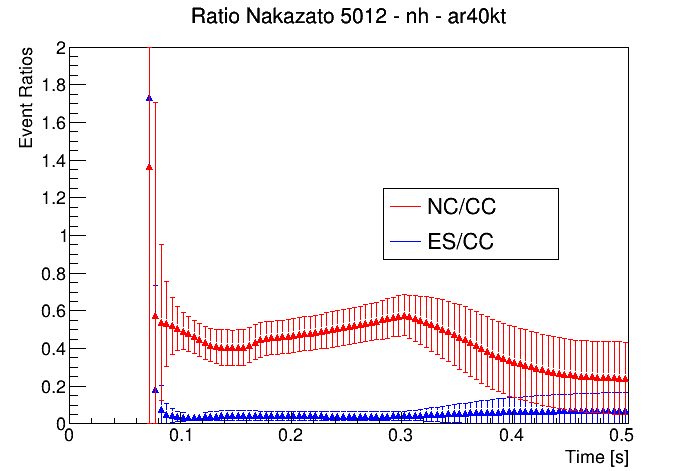 Ratio Nakazato 5012 - nh - ar40kt
Event Ratios
2
1.8
1.6
1.4
1.2
1
0.8
0.6
0.4
0.2
0
NC/CC
ES/CC
0 0.1 0.2 0.3 0.4 0.5
Time [s]